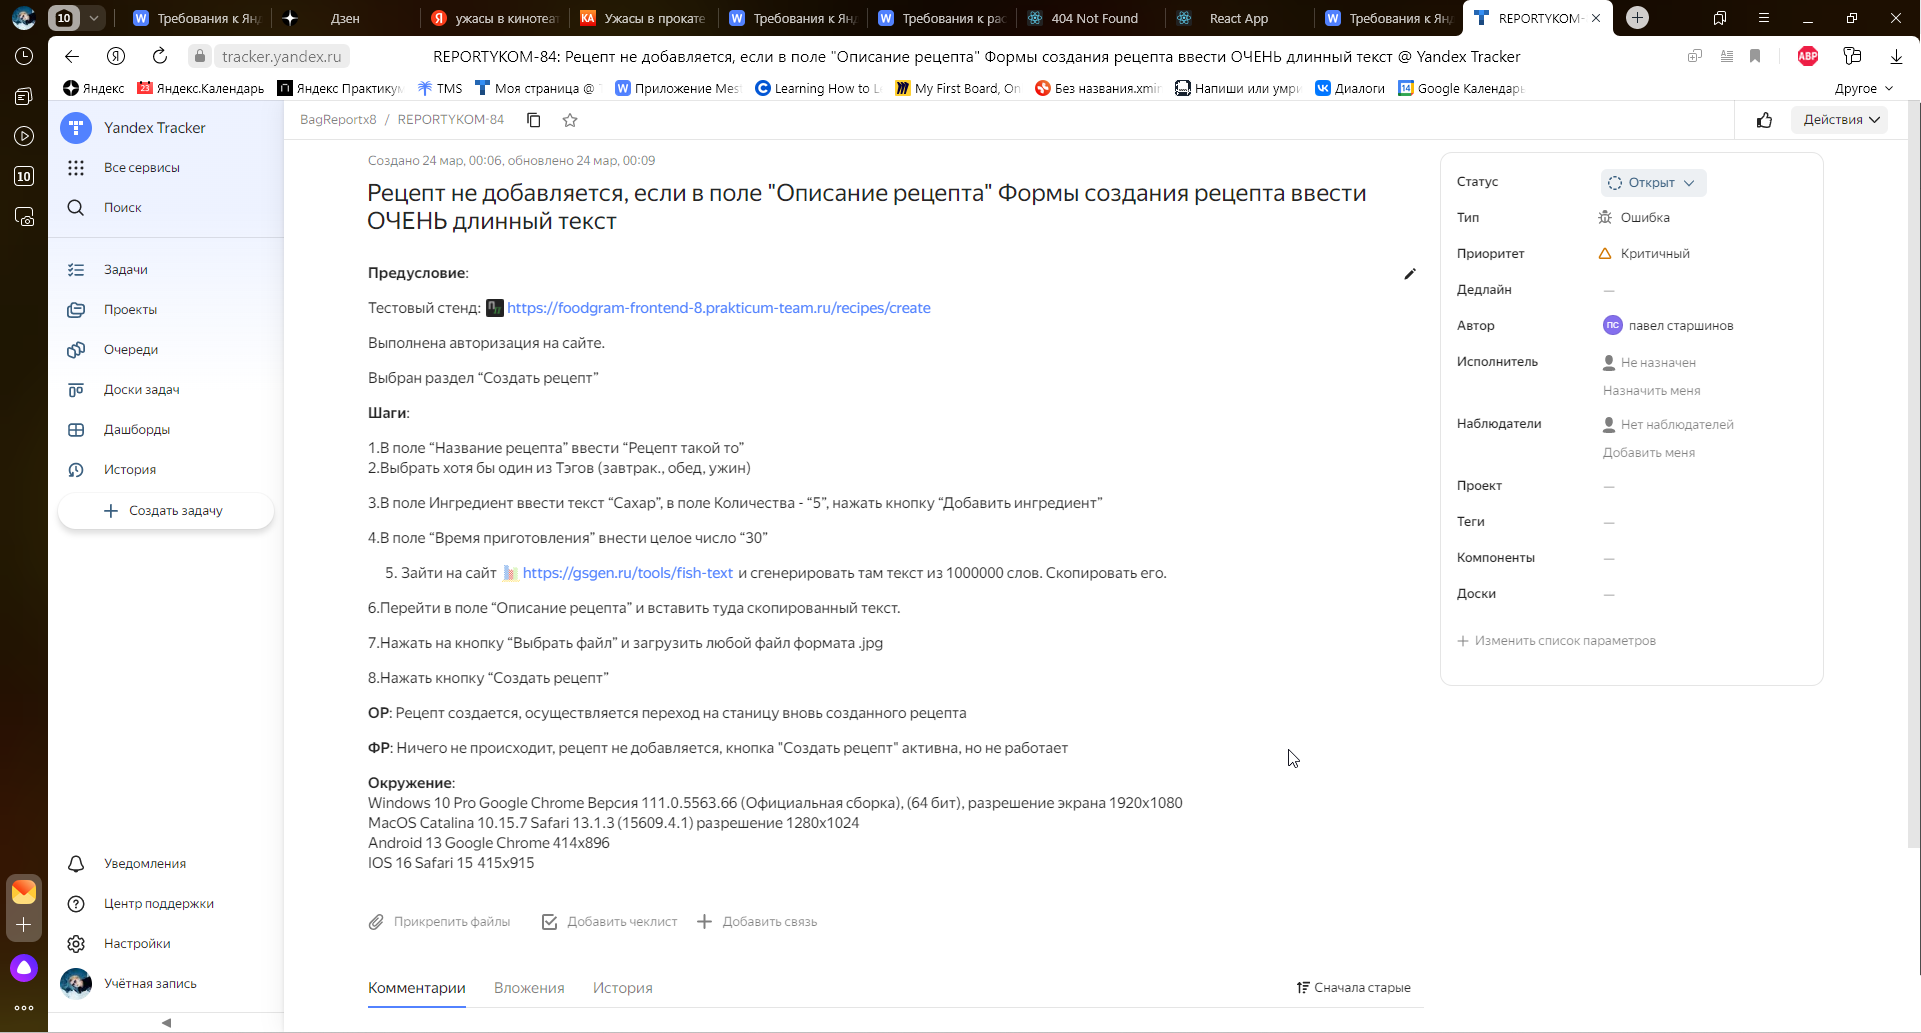 10
Требования к Янд
Дзен
ужасы в кинотеат
Ужасы в прокате
Требования к Янд
Требования к рас
404 Not Found
React App
Требования к Янд
REPORTYKOM-
tracker.yandex.ru
REPORTYKOM-84: Рецепт не добавляется, если в поле "Описание рецепта" Формы создания рецепта ввести ОЧЕНЬ длинный текст @ Yandex Tracker
ABP
Яндекс
23 Яндекс.Календарь
Яндекс Практикум
TMS
Моя страница @
Приложение Mes
Learning How to L
My First Board, On
Без названия.xmin
Напиши или умри
Диалоги
14 Google Календарь
Другое
10
Yandex Tracker
Все сервисы
Поиск
Задачи
Проекты
Очереди
Доски задач
Дашборды
История
Создать задачу
Уведомления
Центр поддержки
Настройки
Учётная запись
BagReportx8 / REPORTYKOM-84
Действия
Создано 24 мар, 00:06, обновлено 24 мар, 00:09
Рецепт не добавляется, если в поле "Описание рецепта" Формы создания рецепта ввести
ОЧЕНЬ длинный текст
Предусловие:
Тестовый стенд: https://foodgram-frontend-8.prakticum-team.ru/recipes/create
Выполнена авторизация на сайте.
Выбран раздел “Создать рецепт”
Шаги:
1.В поле “Название рецепта” ввести “Рецепт такой то”
2.Выбрать хотя бы один из Тэгов (завтрак., обед, ужин)
3.В поле Ингредиент ввести текст “Сахар”, в поле Количества - “5”, нажать кнопку “Добавить ингредиент”
4.В поле “Время приготовления” внести целое число “30”
5. Зайти на сайт https://gsgen.ru/tools/fish-text и сгенерировать там текст из 1000000 слов. Скопировать его.
6.Перейти в поле “Описание рецепта” и вставить туда скопированный текст.
7.Нажать на кнопку “Выбрать файл” и загрузить любой файл формата .jpg
8.Нажать кнопку “Создать рецепт”
ОР: Рецепт создается, осуществляется переход на станицу вновь созданного рецепта
ФР: Ничего не происходит, рецепт не добавляется, кнопка "Создать рецепт" активна, но не работает
Окружение:
Windows 10 Pro Google Chrome Версия 111.0.5563.66 (Официальная сборка), (64 бит), разрешение экрана 1920x1080
MacOS Catalina 10.15.7 Safari 13.1.3 (15609.4.1) разрешение 1280x1024
Android 13 Google Chrome 414x896
IOS 16 Safari 15 415x915
Прикрепить файлы
Добавить чеклист
Добавить связь
Комментарии
Вложения
История
Сначала старые
Статус
Открыт
Тип
Ошибка
Приоритет
Критичный
Дедлайн
—
Автор
ПС павел старшинов
Исполнитель
Не назначен
Назначить меня
Наблюдатели
Нет наблюдателей
Добавить меня
Проект
—
Теги
—
Компоненты
—
Доски
—
Изменить список параметров